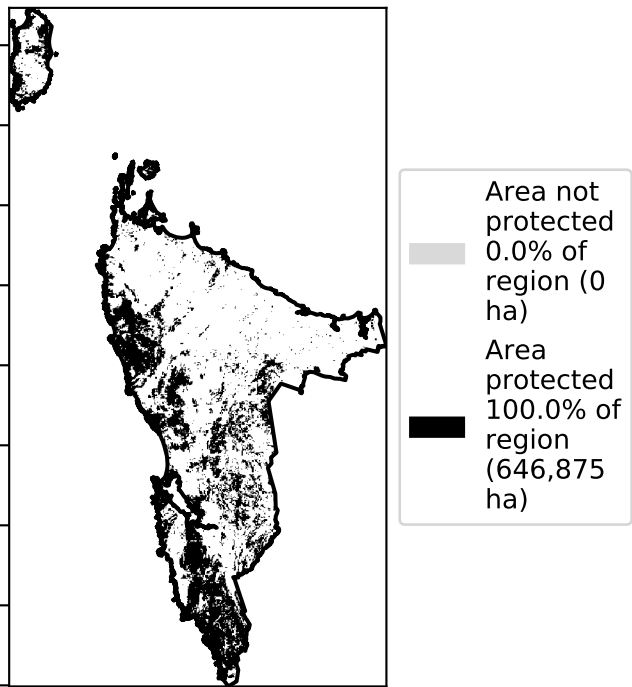 Area not
protected
0.0% of
region (0
ha)
Area
protected
100.0% of
region
(646,875
ha)